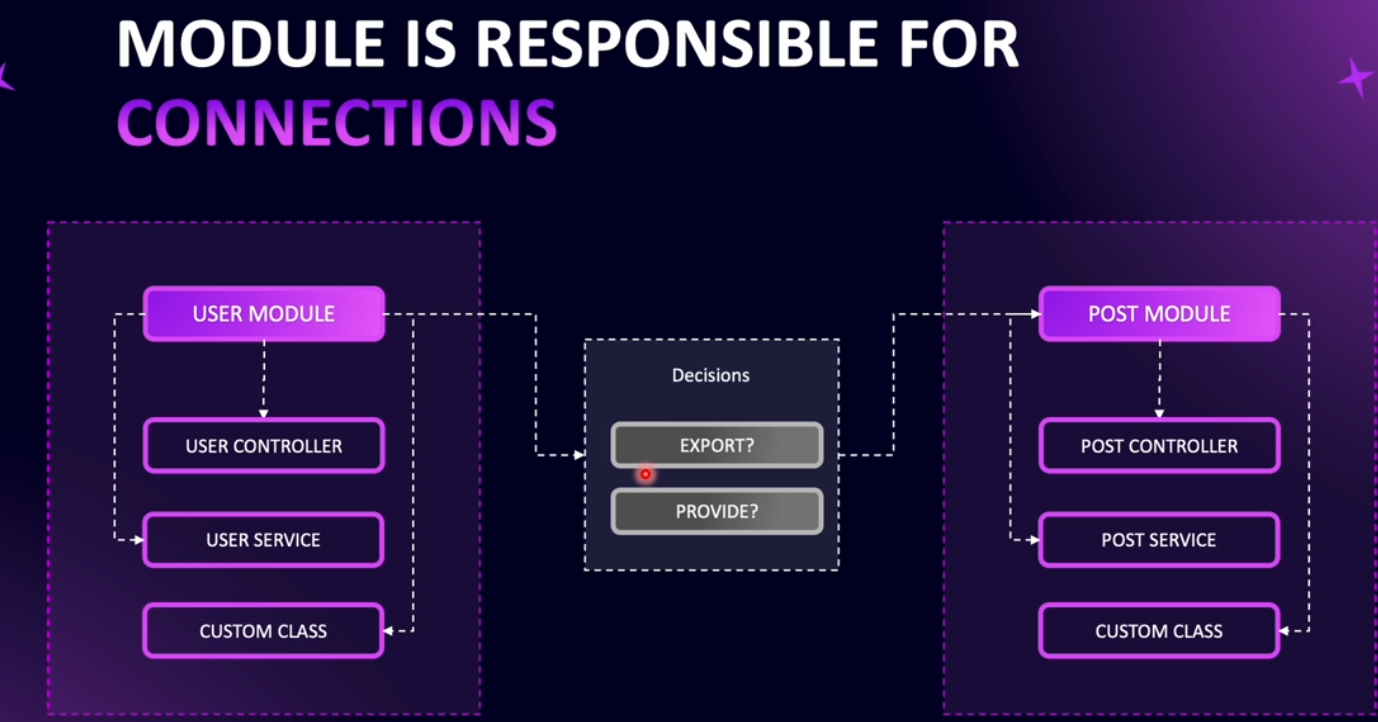 MODULE IS RESPONSIBLE FOR
CONNECTIONS
USER MODULE
USER CONTROLLER
USER SERVICE
CUSTOM CLASS
Decisions
EXPORT?
PROVIDE?
POST MODULE
POST CONTROLLER
POST SERVICE
CUSTOM CLASS